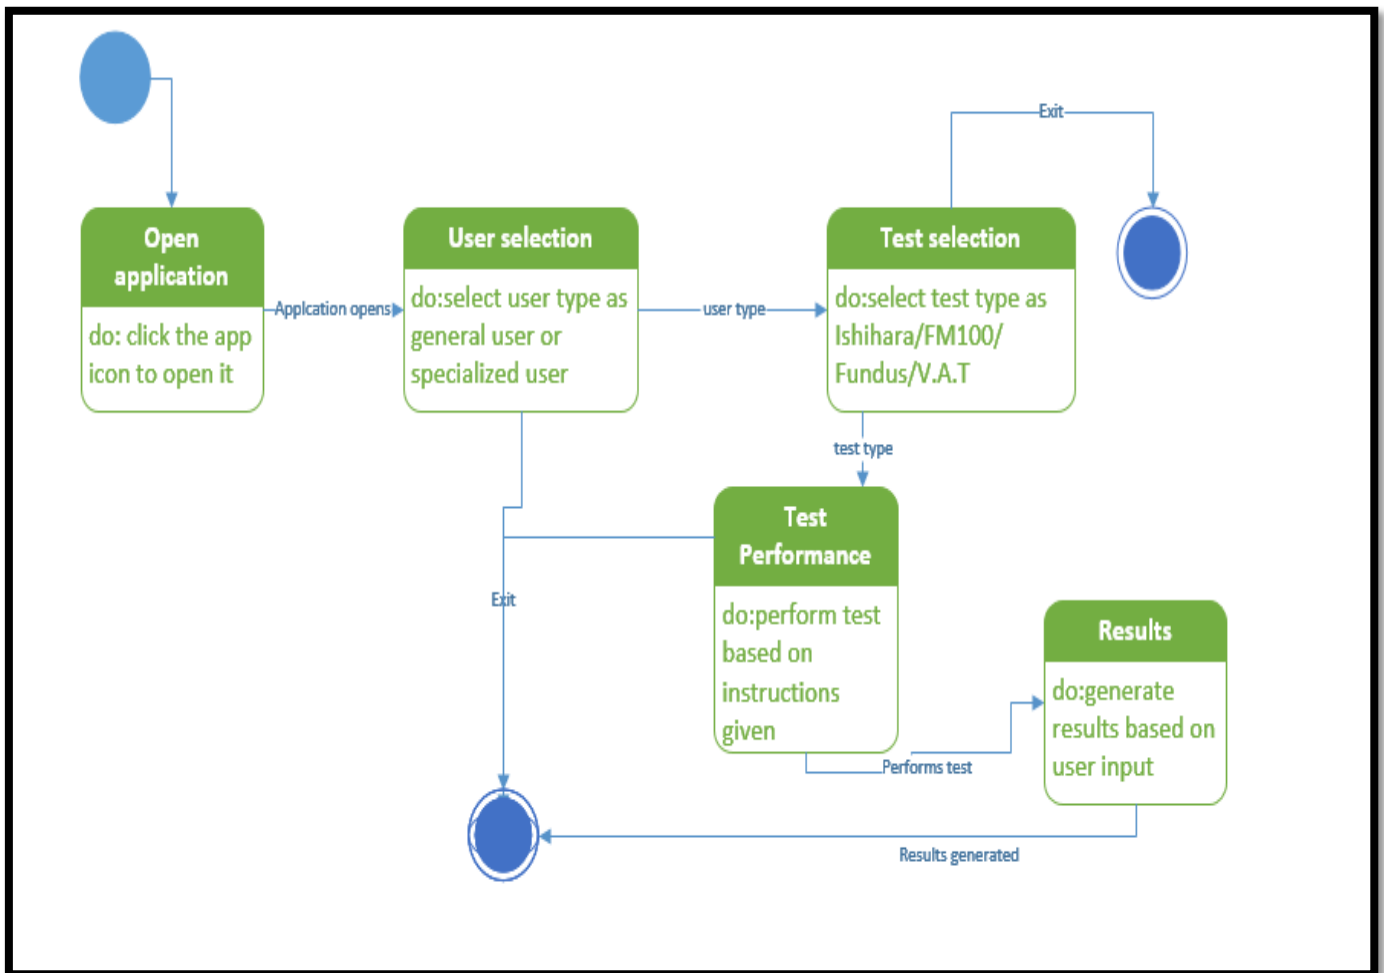 Exit
Open
application
do: click the app
icon to open it
Applcation opens
User selection
do:select user type as
general user or
specialized user
user type
Test selection
do:select test type as
Ishihara/FM100/
Fundus/V.A.T
test type
Test
Performance
do:perform test
based on
instructions
given
Exit
Performs test
Results
do:generate
results based on
user input
Results generated